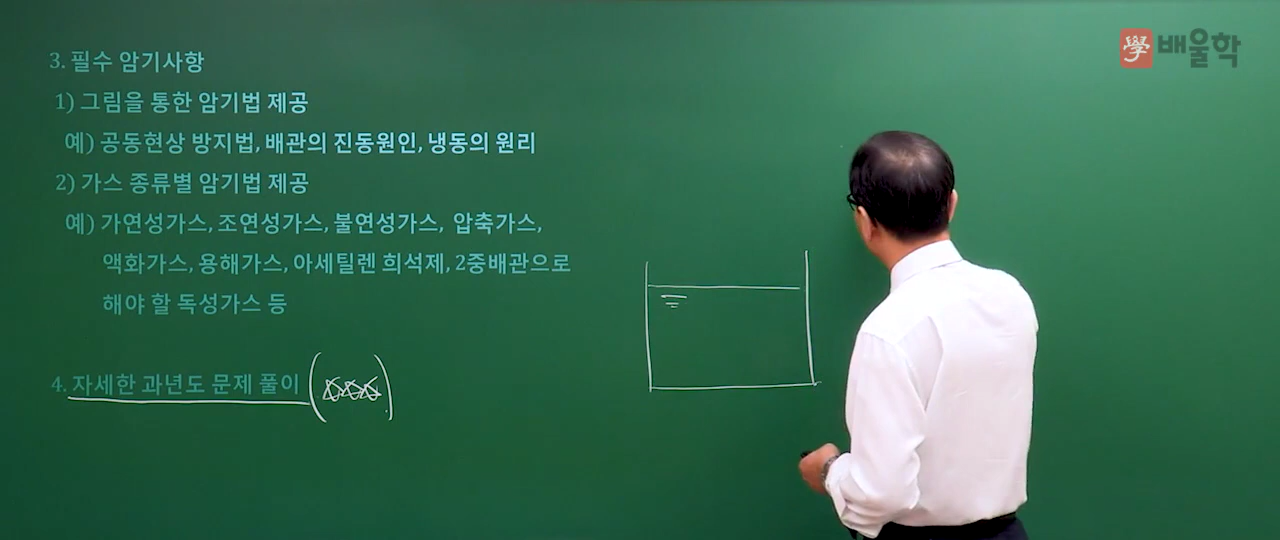 學 배울학
3. 필수 암기사항
1) 그림을 통한 암기법 제공
예) 공동현상 방지법, 배관의 진동원인, 냉동의 원리
2) 가스 종류별 암기법 제공
예) 가연성가스, 조연성가스, 불연성가스, 압축가스,
액화가스, 용해가스, 아세틸렌 희석제, 2중배관으로
해야 할 독성가스 등
4. 자세한 과년도 문제 풀이 (☆☆☆)